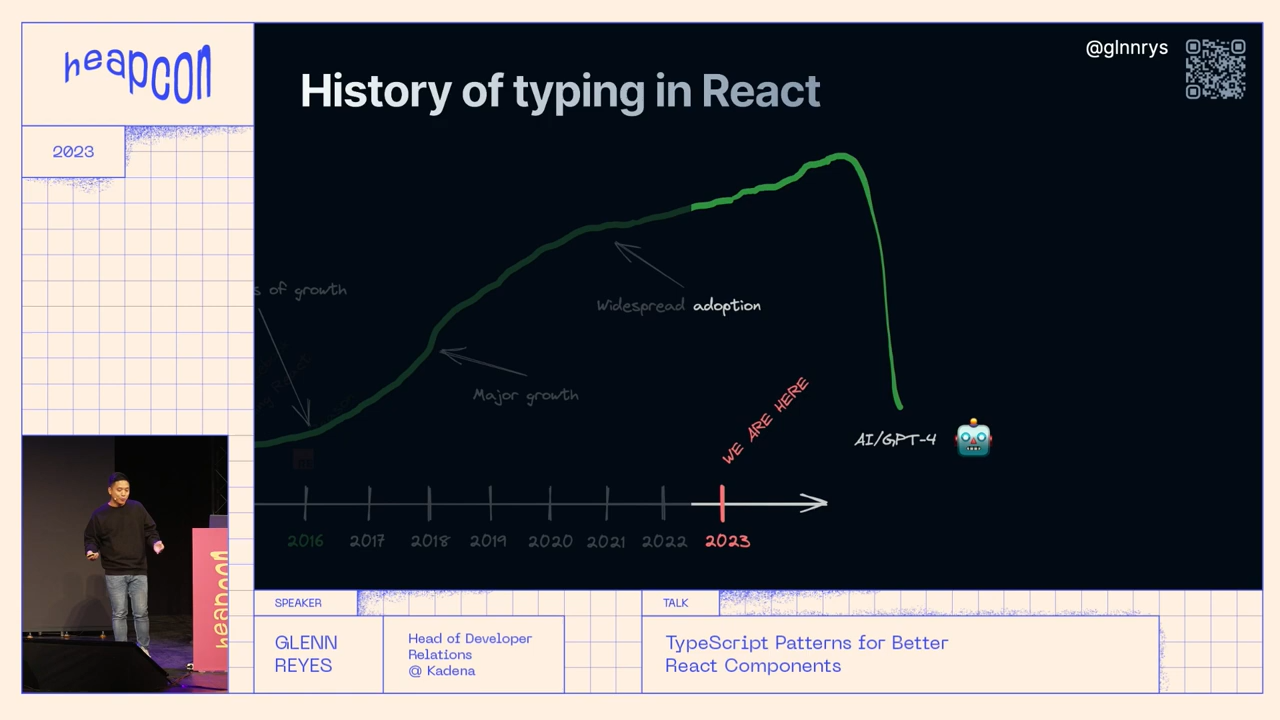 heapcon
2023
@glnnrys
History of typing in React
s of growth
Widespread adoption
Major growth
WE ARE HERE
AI/GPT-4
2016 2017 2018 2019 2020 2021 2022 2023
heapcon
SPEAKER
GLENN
REYES
Head of Developer
Relations
@ Kadena
TALK
TypeScript Patterns for Better
React Components